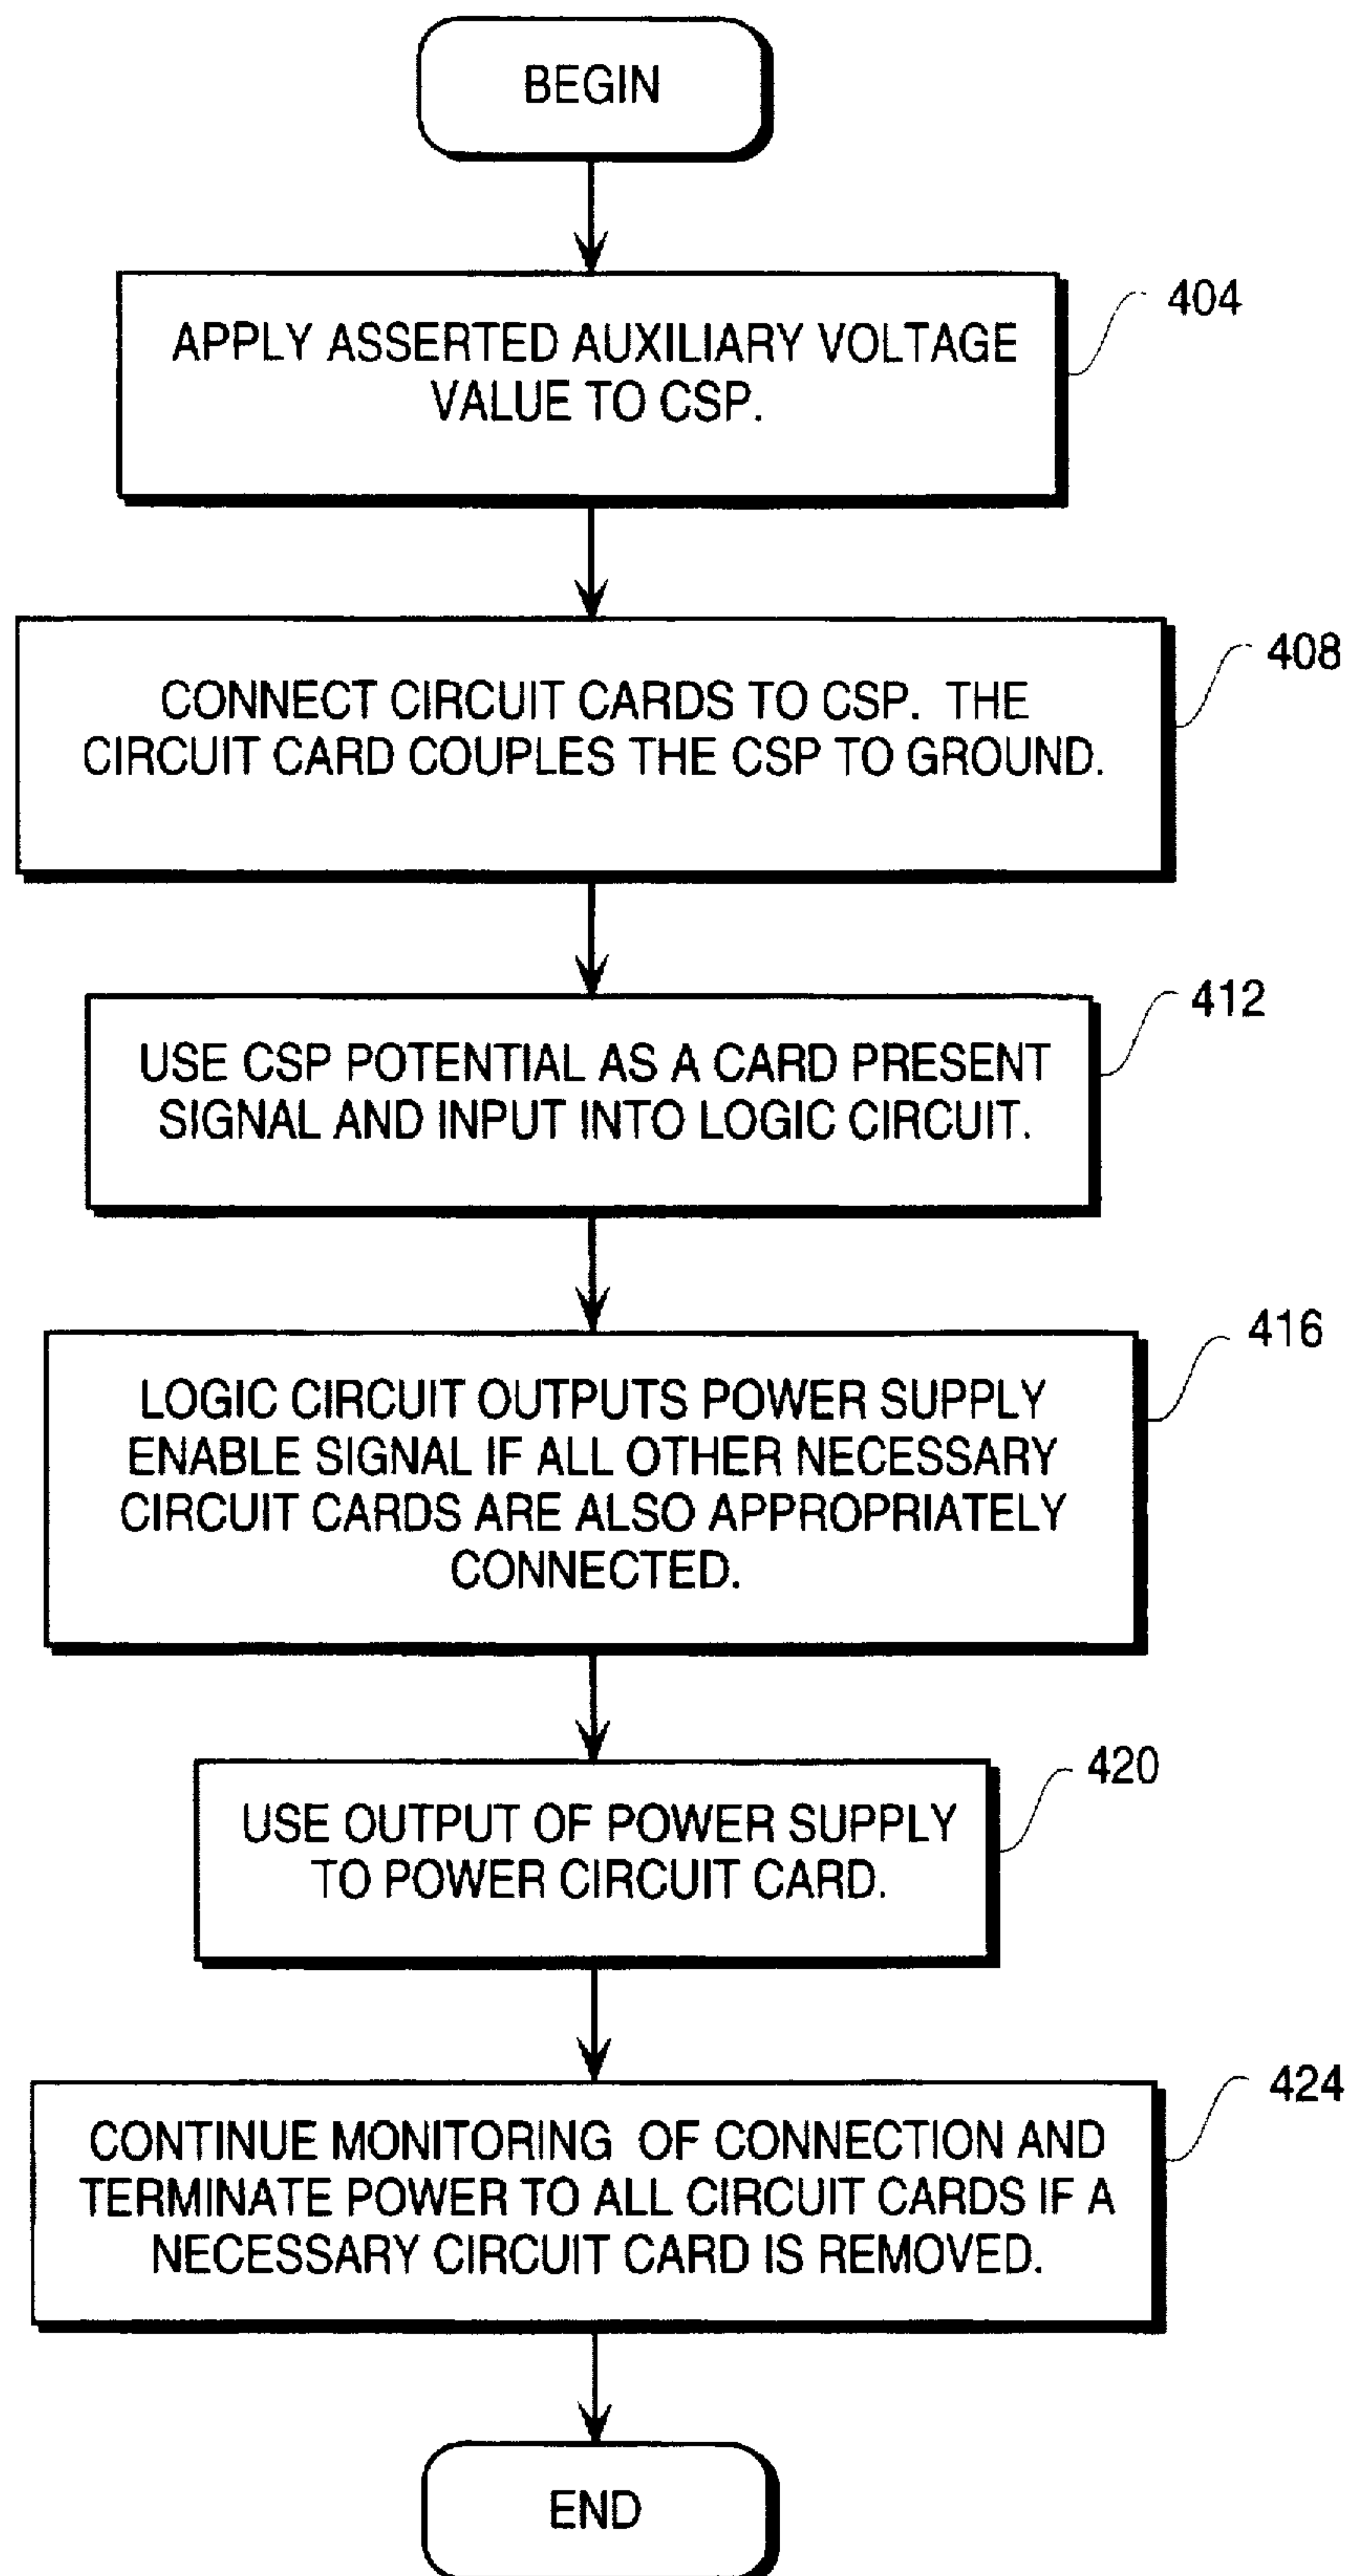 BEGIN
404
APPLY ASSERTED AUXILIARY VOLTAGE
VALUE TO CSP.
408
CONNECT CIRCUIT CARDS TO CSP. THE
CIRCUIT CARD COUPLES THE CSP TO GROUND.
412
USE CSP POTENTIAL AS A CARD PRESENT
SIGNAL AND INPUT INTO LOGIC CIRCUIT.
416
LOGIC CIRCUIT OUTPUTS POWER SUPPLY
ENABLE SIGNAL IF ALL OTHER NECESSARY
CIRCUIT CARDS ARE ALSO APPROPRIATELY
CONNECTED.
420
USE OUTPUT OF POWER SUPPLY
TO POWER CIRCUIT CARD.
424
CONTINUE MONITORING OF CONNECTION AND
TERMINATE POWER TO ALL CIRCUIT CARDS IF A
NECESSARY CIRCUIT CARD IS REMOVED.
END